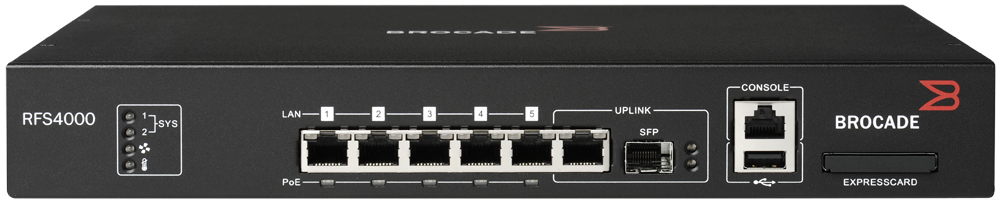 BROCADE
RFS4000
1
2
SYS
LAN 1 2 3 4 5
PoE
UPLINK
SFP
CONSOLE
BROCADE
EXPRESSCARD